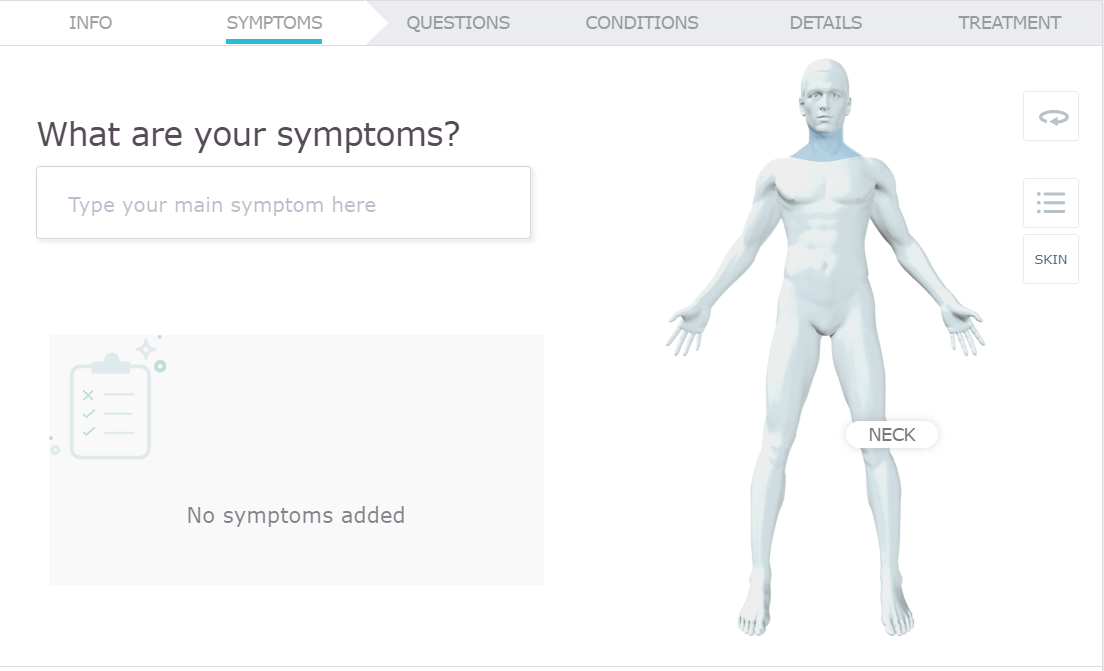 INFO SYMPTOMS QUESTIONS CONDITIONS DETAILS TREATMENT
What are your symptoms?
Type your main symptom here
SKIN
NECK
No symptoms added